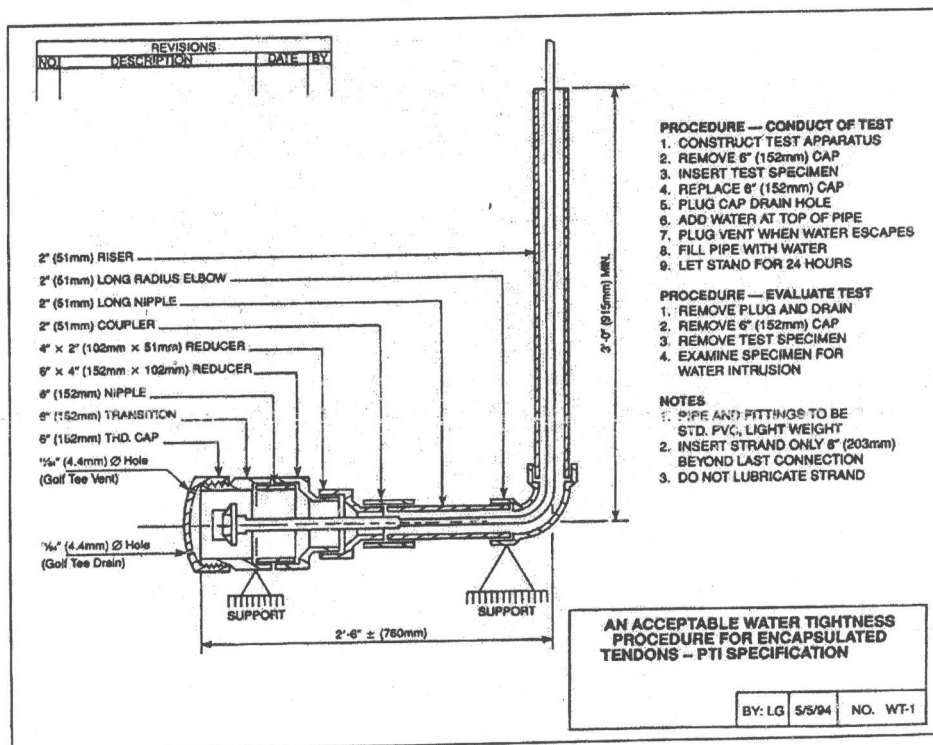 REVISIONS
NO. DESCRIPTION DATE BY
PROCEDURE — CONDUCT OF TEST
1. CONSTRUCT TEST APPARATUS
2. REMOVE 6" (152mm) CAP
3. INSERT TEST SPECIMEN
4. REPLACE 6" (152mm) CAP
5. PLUG CAP DRAIN HOLE
6. ADD WATER AT TOP OF PIPE
7. PLUG VENT WHEN WATER ESCAPES
8. FILL PIPE WITH WATER
9. LET STAND FOR 24 HOURS
PROCEDURE — EVALUATE TEST
1. REMOVE PLUG AND DRAIN
2. REMOVE 6" (152mm) CAP
3. REMOVE TEST SPECIMEN
4. EXAMINE SPECIMEN FOR
WATER INTRUSION
NOTES
1. PIPE AND FITTINGS TO BE
STD. PVC, LIGHT WEIGHT
2. INSERT STRAND ONLY 8" (203mm)
BEYOND LAST CONNECTION
3. DO NOT LUBRICATE STRAND
2" (51mm) RISER
2" (51mm) LONG RADIUS ELBOW
2" (51mm) LONG NIPPLE
2" (51mm) COUPLER
4" × 2" (102mm × 51mm) REDUCER
6" × 4" (152mm × 102mm) REDUCER
6" (152mm) NIPPLE
6" (152mm) TRANSITION
6" (152mm) THD. CAP
(4.4mm) Ø Hole
(Golf Tee Vent)
(4.4mm) Ø Hole
(Golf Tee Drain)
3'-0" (915mm) MIN.
SUPPORT
SUPPORT
2'-6" ± (760mm)
AN ACCEPTABLE WATER TIGHTNESS
PROCEDURE FOR ENCAPSULATED
TENDONS – PTI SPECIFICATION
BY: LG 5/5/94 NO. WT-1